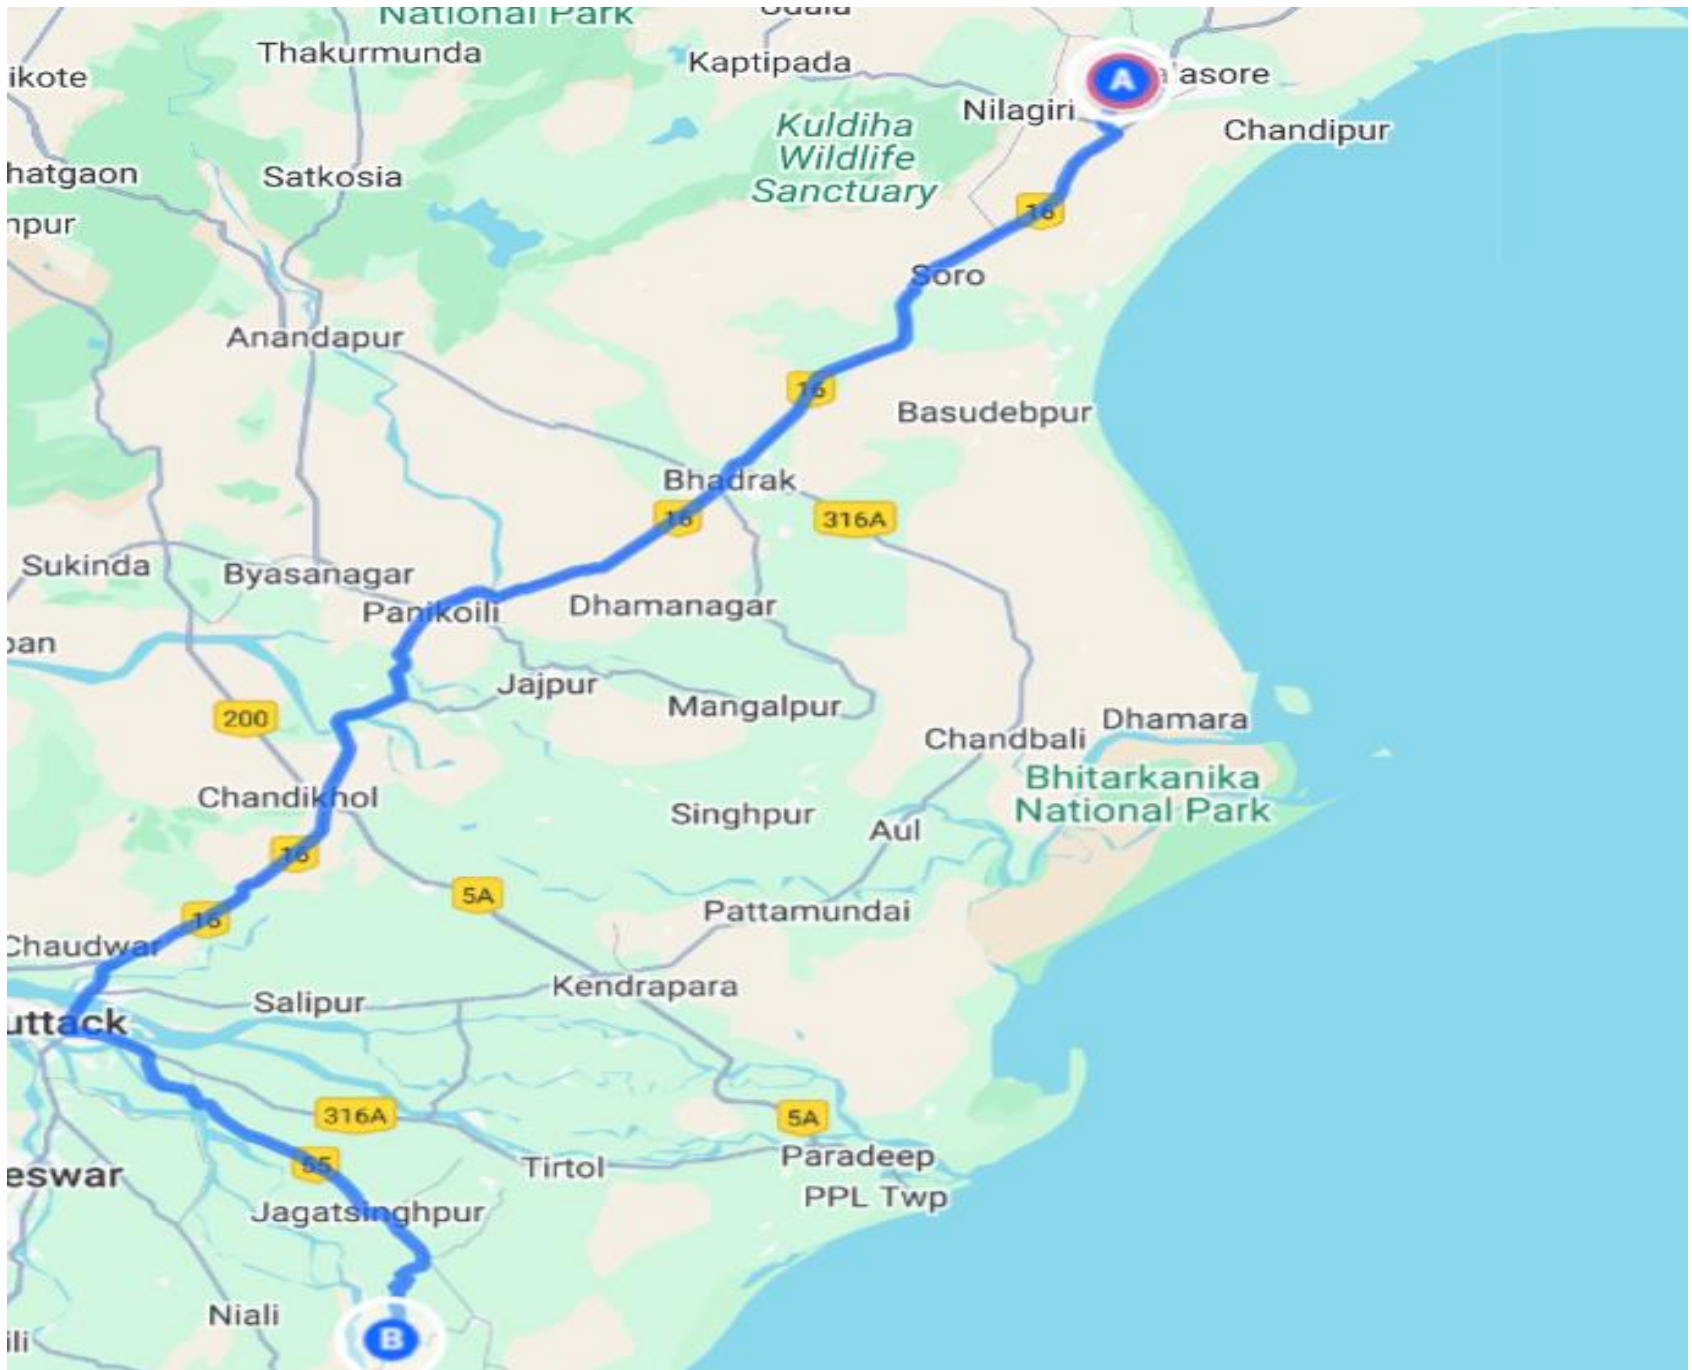 National Park
Thakurmunda
Kaptipada
ikote
A
asore
Nilagiri
Chandipur
Kuldiha
Wildlife
Sanctuary
hatgaon
Satkosia
npur
16
Soro
Anandapur
16
Basudebpur
Bhadrak
16
316A
Sukinda
Byasanagar
Panikoili
Dhamanagar
Jajpur
Mangalpur
200
Dhamara
Chandbali
Bhitarkanika
National Park
Chandikhol
Singhpur
Aul
16
5A
16
Pattamundai
Chaudwar
Kendrapara
Salipur
uttack
316A
5A
55
Tirtol
Paradeep
eswar
PPL Twp
Jagatsinghpur
Niali
B
ili